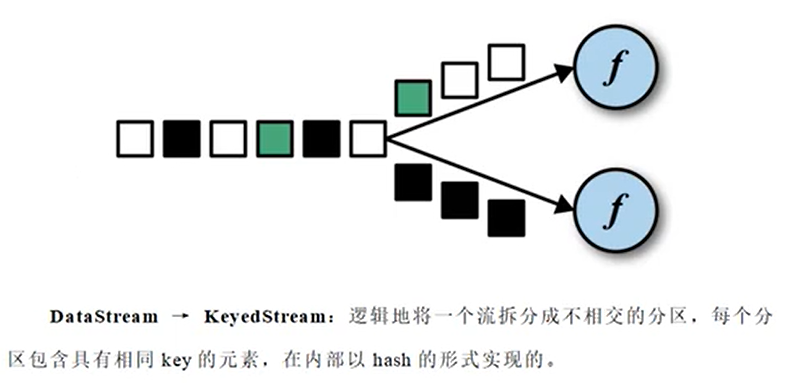 f
f
DataStream → KeyedStream：逻辑地将一个流拆分成不相交的分区，每个分
区包含具有相同 key 的元素，在内部以 hash 的形式实现的。